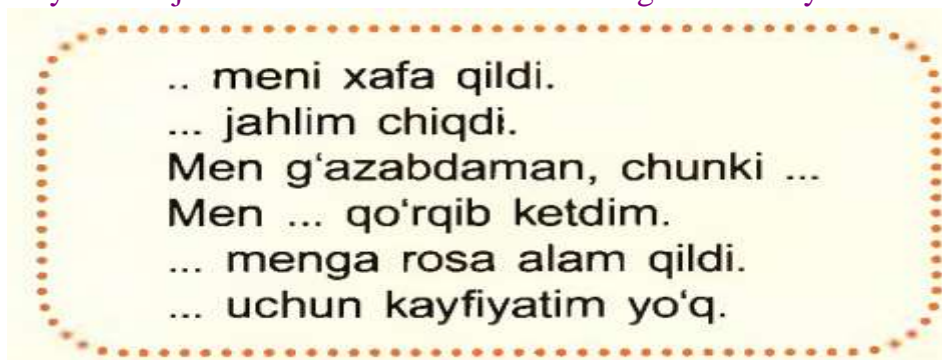 .. meni xafa qildi.
... jahlim chiqdi.
Men g‘azabdaman, chunki ...
Men ... qo‘rqib ketdim.
... menga rosa alam qildi.
... uchun kayfiyatim yo‘q.